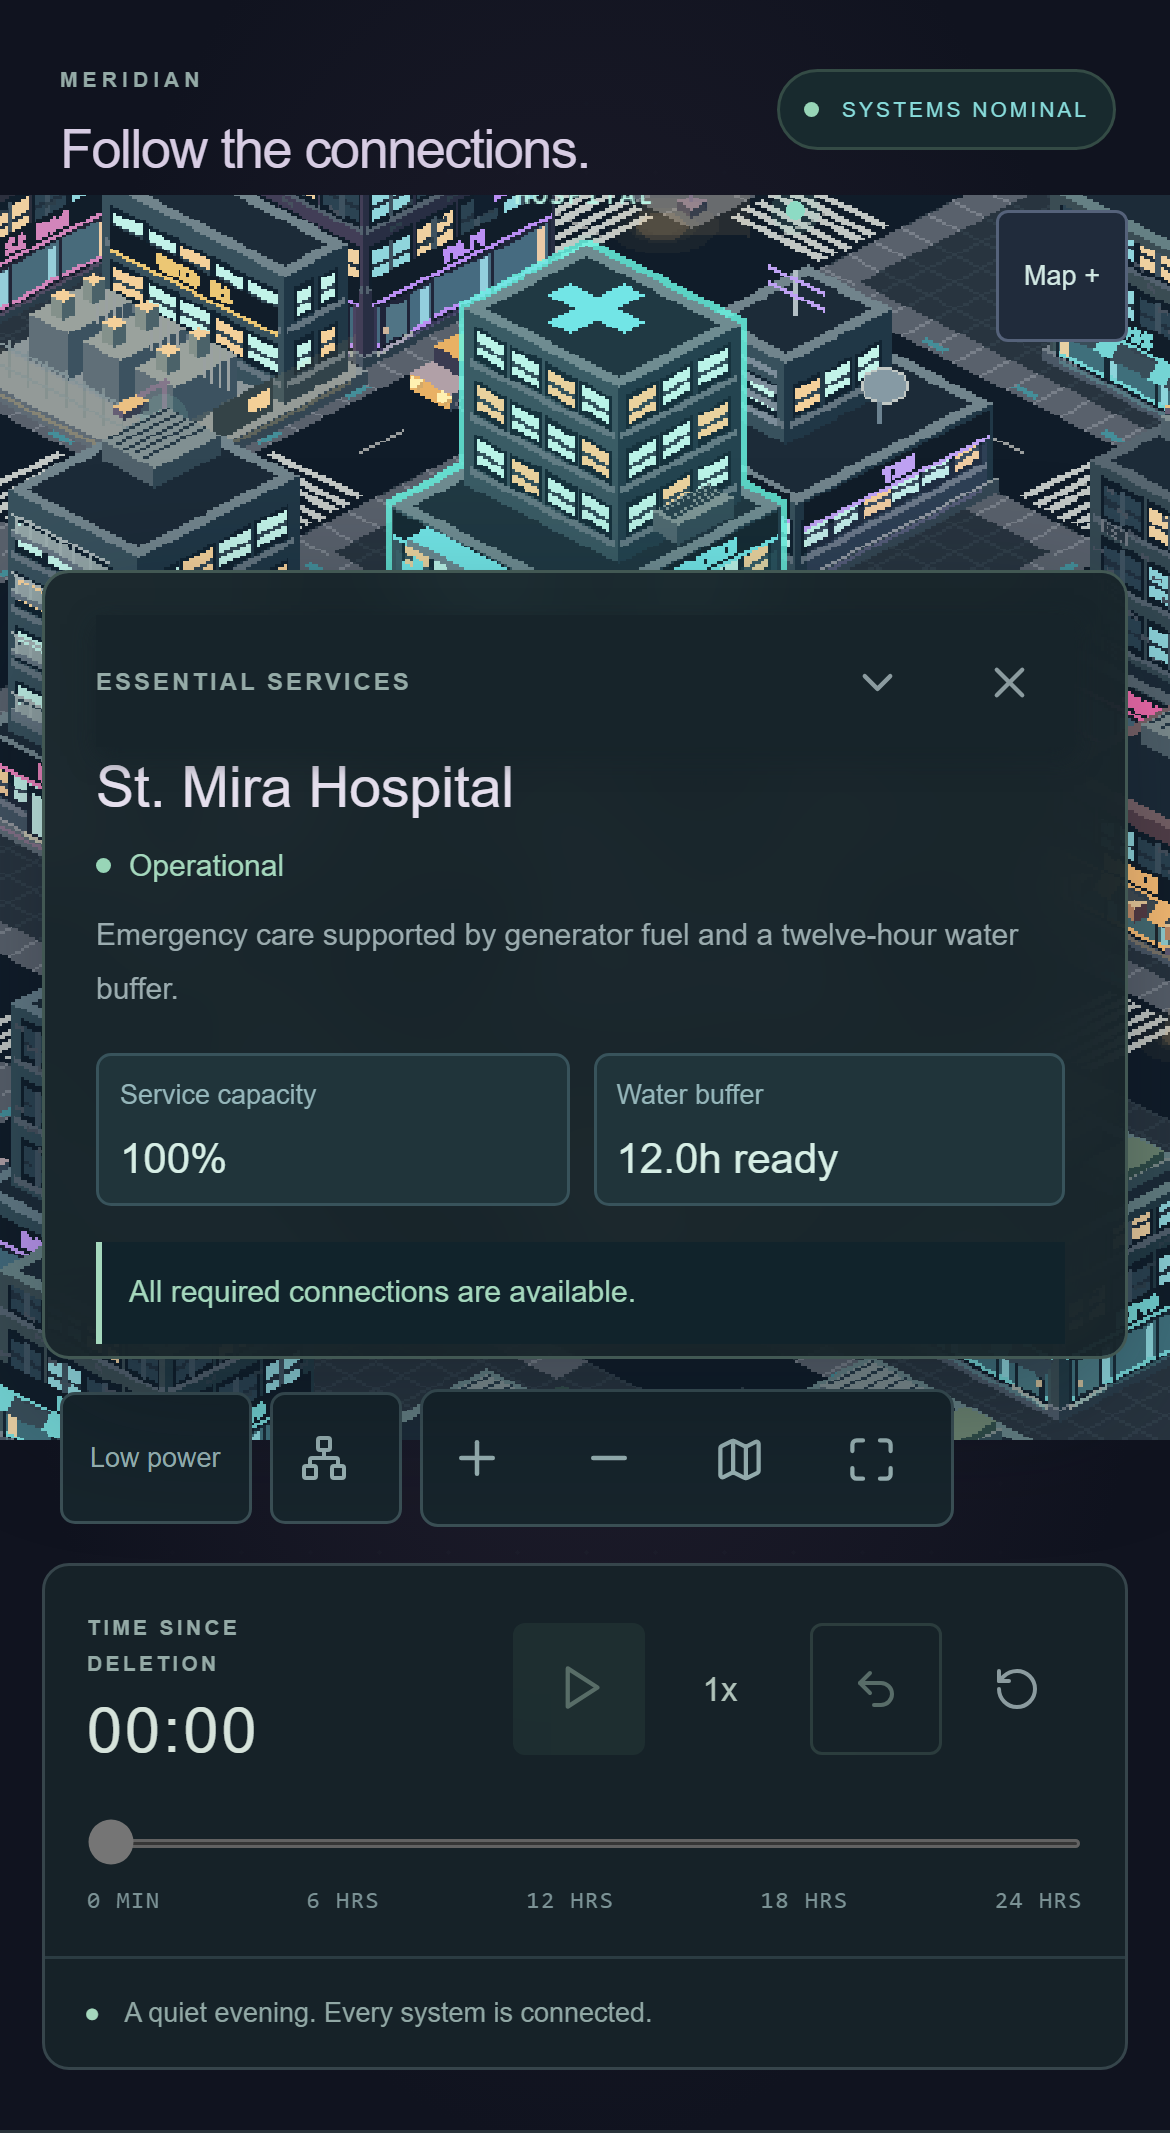 MERIDIAN
Follow the connections.
SYSTEMS NOMINAL
HOSPITAL
Map +
ESSENTIAL SERVICES
St. Mira Hospital
Operational
Emergency care supported by generator fuel and a twelve-hour water
buffer.
Service capacity
100%
Water buffer
12.0h ready
All required connections are available.
Low power
TIME SINCE
DELETION
00:00
1x
0 MIN
6 HRS
12 HRS
18 HRS
24 HRS
A quiet evening. Every system is connected.